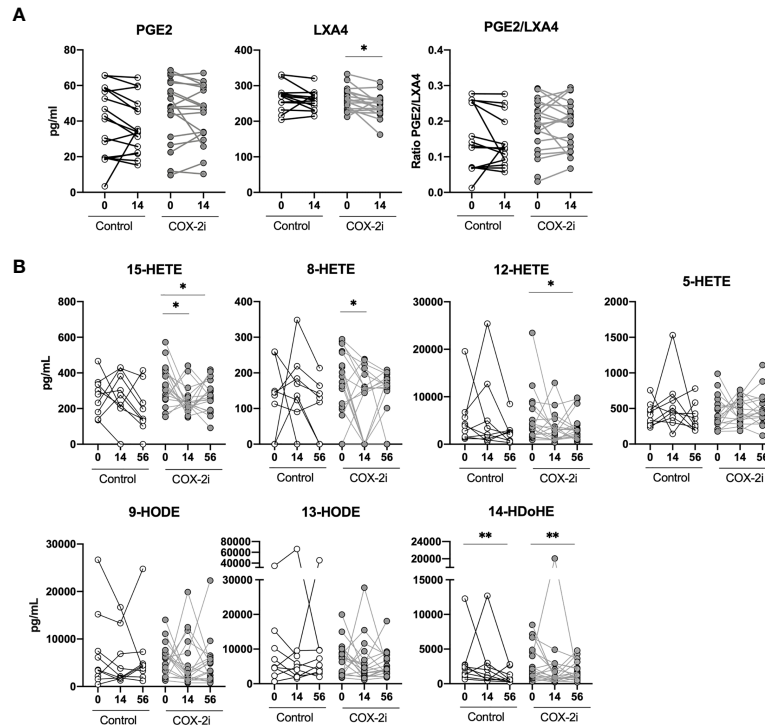 A
PGE2
LXA4
PGE2/LXA4
pg/ml
60
80
40
20
0
0 14 0 14
Control COX-2i
400
300
200
100
0
*
0 14 0 14
Control COX-2i
Ratio PGE2/LXA4
0.4
0.3
0.2
0.1
0.0
0 14 0 14
Control COX-2i
B
15-HETE
8-HETE
12-HETE
5-HETE
pg/mL
800
600
400
200
0
*
*
0 14 56 0 14 56
Control COX-2i
400
300
200
100
0
*
0 14 56 0 14 56
Control COX-2i
30000
20000
10000
0
*
0 14 56 0 14 56
Control COX-2i
2000
1500
1000
500
0
0 14 56 0 14 56
Control COX-2i
9-HODE
13-HODE
14-HDoHE
pg/mL
30000
20000
10000
0
0 14 56 0 14 56
Control COX-2i
80000
60000
40000
30000
20000
10000
0
0 14 56 0 14 56
Control COX-2i
24000
20000
15000
10000
5000
0
**
**
0 14 56 0 14 56
Control COX-2i